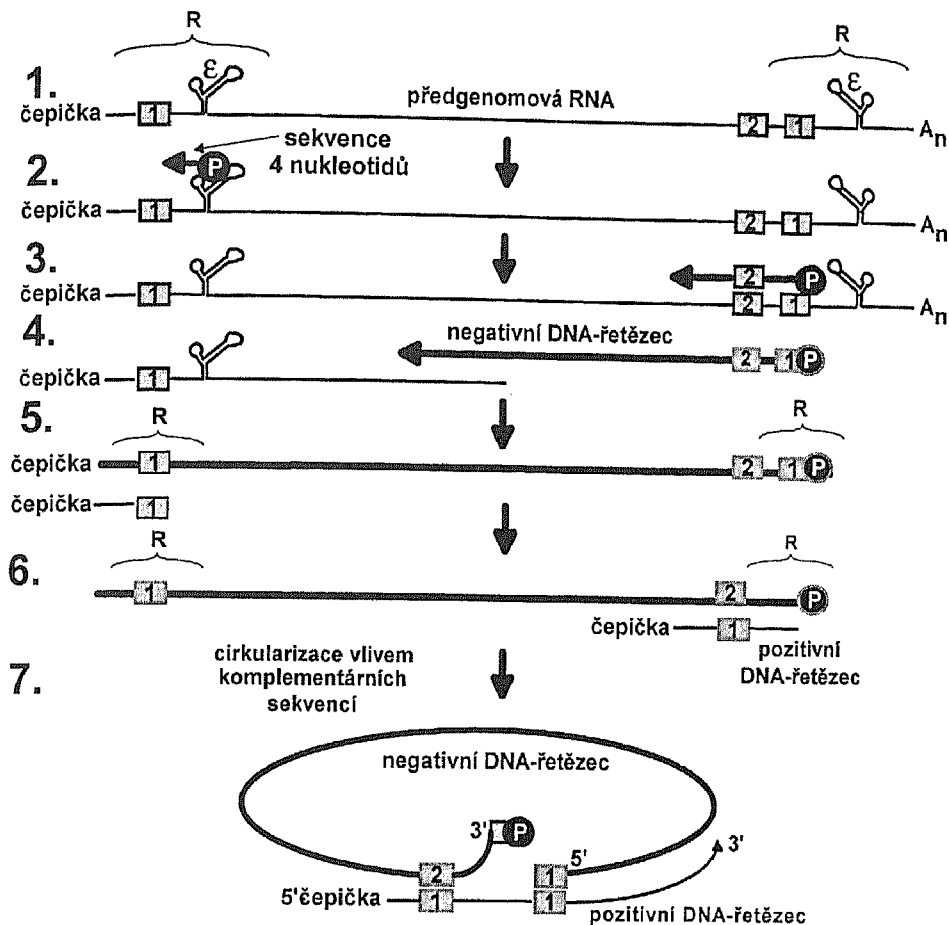 R
R
1.
ε
ε
předgenomová RNA
čepička
1
2
1
An
sekvence
4 nukleotidů
2.
P
čepička
1
2
1
An
3.
2
P
čepička
1
2
1
An
4.
negativní DNA-řetězec
2
1
P
čepička
1
5.
R
R
čepička
1
2
1
P
čepička
1
R
R
6.
1
2
P
čepička
1
pozitivní
DNA-řetězec
7.
cirkularizace vlivem
komplementárních
sekvencí
negativní DNA-řetězec
3'
P
3'
5'
2
1
5'čepička
1
1
pozitivní DNA-řetězec